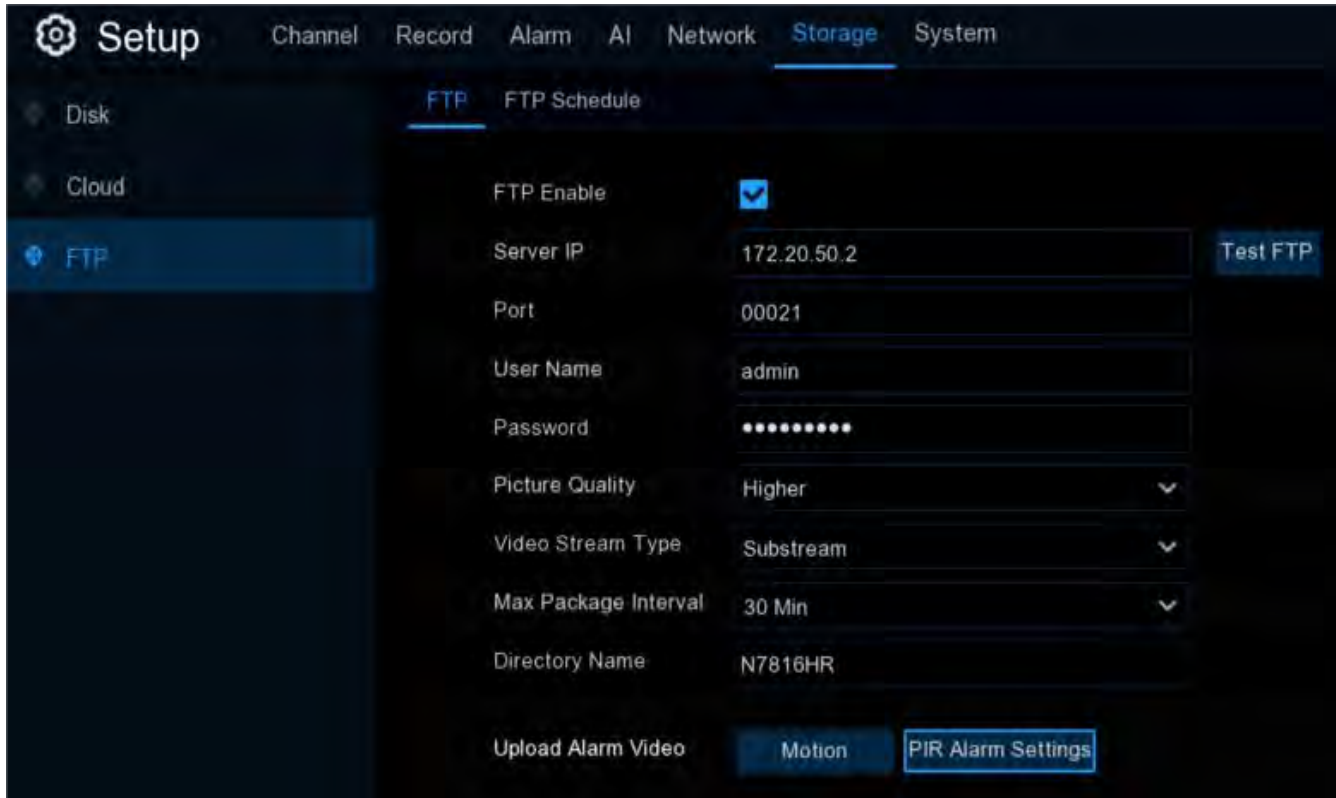 Setup Channel Record Alarm AI Network Storage System
Disk
Cloud
FTP
FTP FTP Schedule
FTP Enable
Server IP 172.20.50.2 Test FTP
Port 00021
User Name admin
Password •••••••••
Picture Quality Higher
Video Stream Type Substream
Max Package Interval 30 Min
Directory Name N7816HR
Upload Alarm Video Motion PIR Alarm Settings